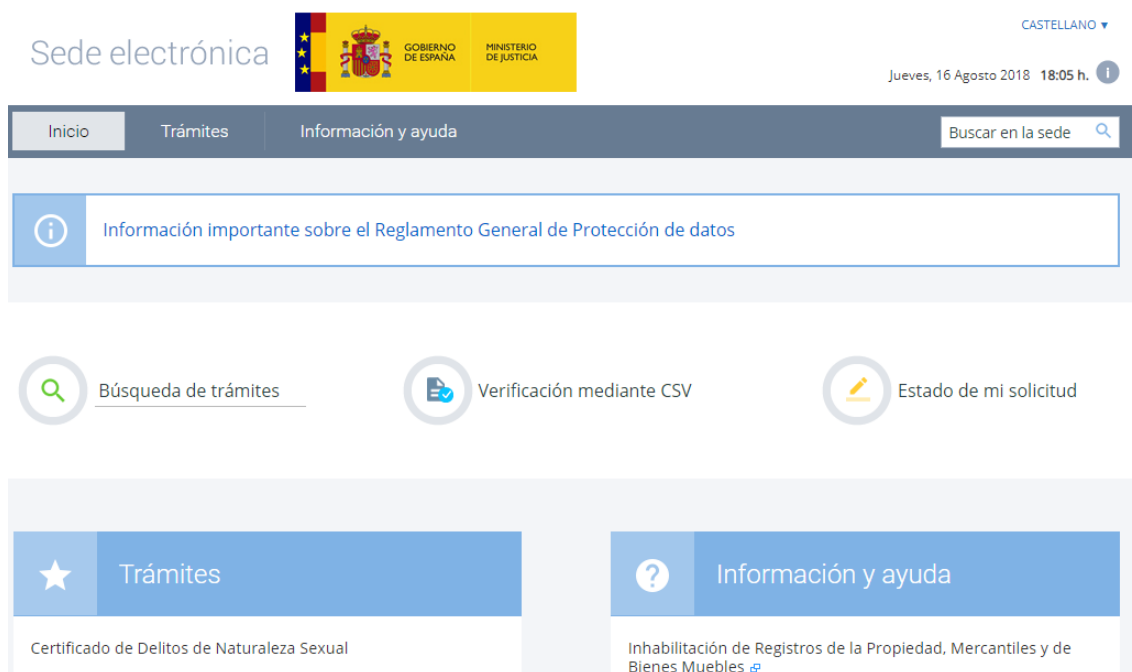 CASTELLANO ▼
Sede electrónica
GOBIERNO
DE ESPAÑA
MINISTERIO
DE JUSTICIA
Jueves, 16 Agosto 2018 18:05 h.
Inicio
Trámites
Información y ayuda
Buscar en la sede
Información importante sobre el Reglamento General de Protección de datos
Búsqueda de trámites
Verificación mediante CSV
Estado de mi solicitud
Trámites
Certificado de Delitos de Naturaleza Sexual
Información y ayuda
Inhabilitación de Registros de la Propiedad, Mercantiles y de
Bienes Muebles